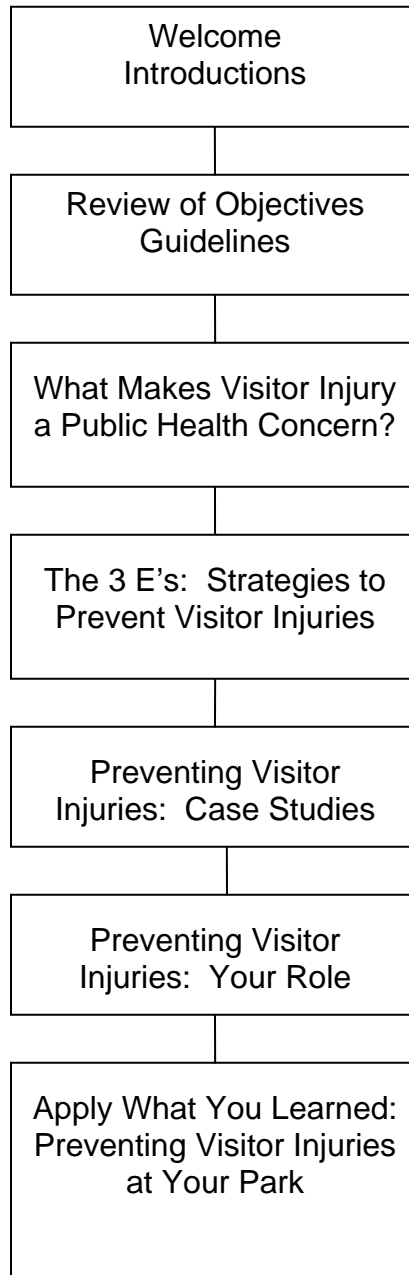 Welcome
Introductions
Review of Objectives
Guidelines
What Makes Visitor Injury
a Public Health Concern?
The 3 E’s:  Strategies to
Prevent Visitor Injuries
Preventing Visitor
Injuries:  Case Studies
Preventing Visitor
Injuries:  Your Role
Apply What You Learned:
Preventing Visitor Injuries
at Your Park